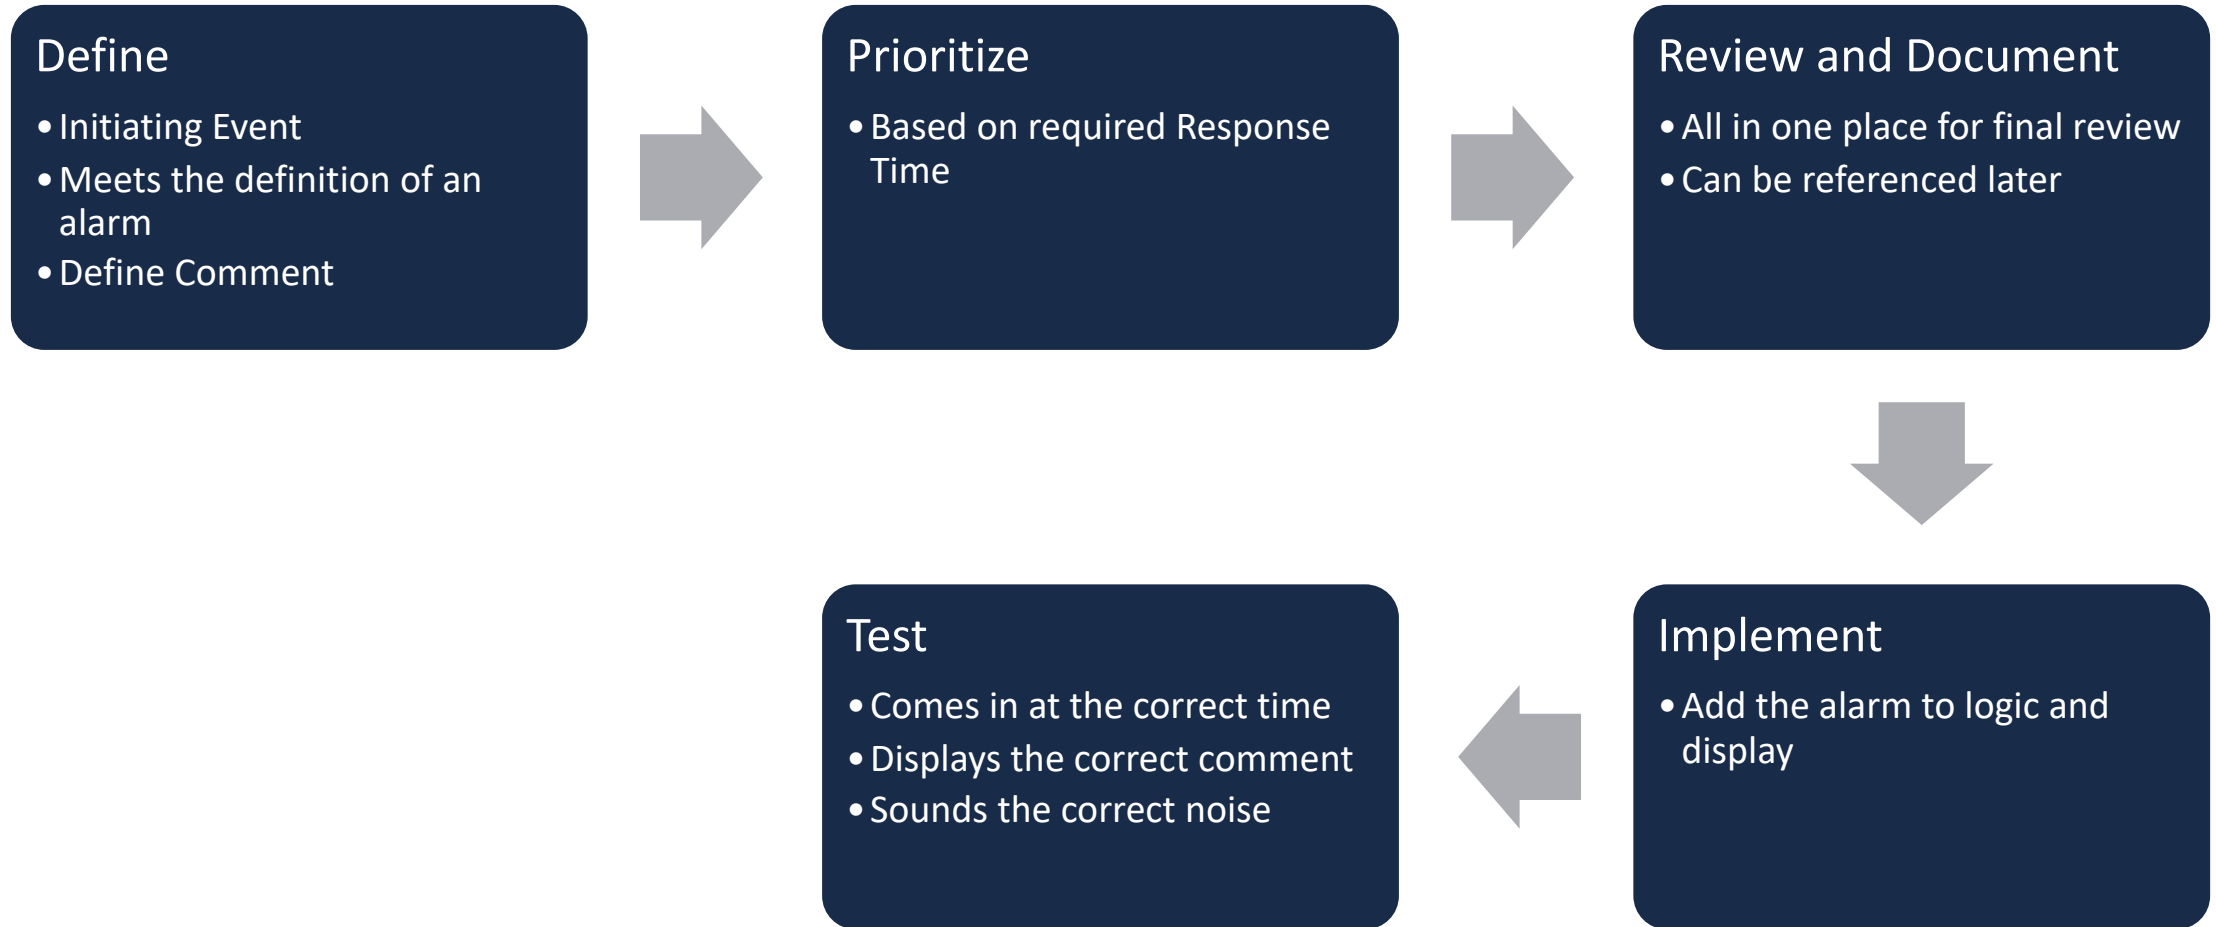 Define
• Initiating Event
• Meets the definition of an
alarm
• Define Comment
Prioritize
• Based on required Response
Time
Review and Document
• All in one place for final review
• Can be referenced later
Implement
• Add the alarm to logic and
display
Test
• Comes in at the correct time
• Displays the correct comment
• Sounds the correct noise